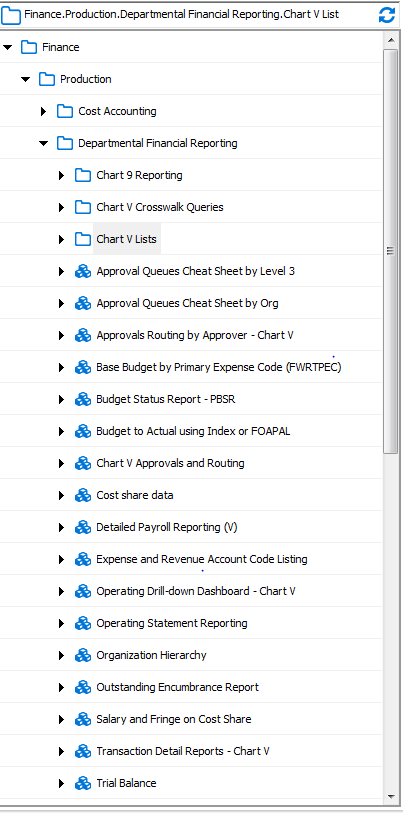 Finance.Production.Departmental Financial Reporting.Chart V List
Finance
Production
Cost Accounting
Departmental Financial Reporting
Chart 9 Reporting
Chart V Crosswalk Queries
Chart V Lists
Approval Queues Cheat Sheet by Level 3
Approval Queues Cheat Sheet by Org
Approvals Routing by Approver - Chart V
Base Budget by Primary Expense Code (FWRTPEC)
Budget Status Report - PBSR
Budget to Actual using Index or FOAPAL
Chart V Approvals and Routing
Cost share data
Detailed Payroll Reporting (V)
Expense and Revenue Account Code Listing
Operating Drill-down Dashboard - Chart V
Operating Statement Reporting
Organization Hierarchy
Outstanding Encumbrance Report
Salary and Fringe on Cost Share
Transaction Detail Reports - Chart V
Trial Balance